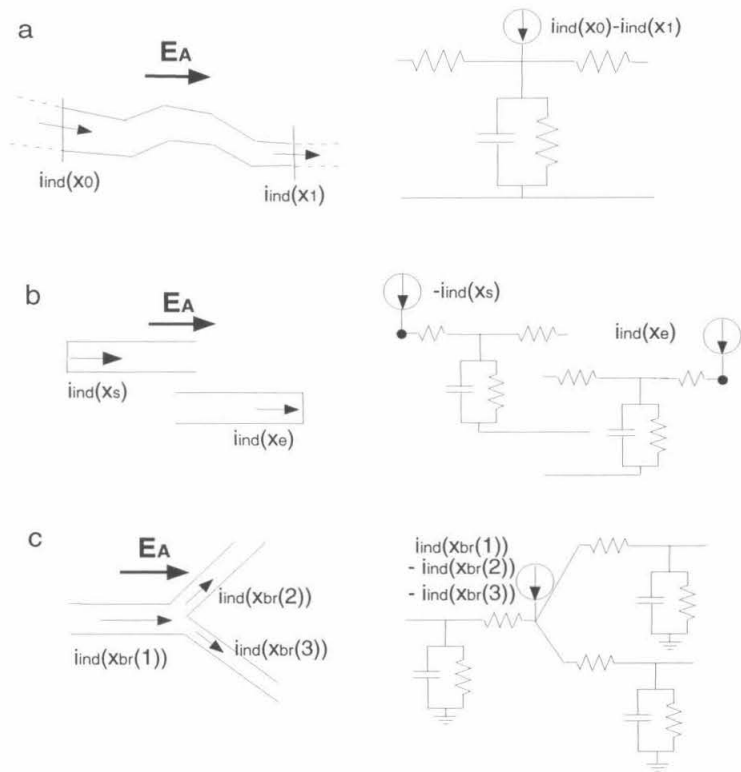 a
EA
iind(x0)
iind(x1)
iind(x0)-iind(x1)
b
EA
iind(xs)
iind(xe)
-iind(xs)
iind(xe)
c
EA
iind(xbr(1))
iind(xbr(2))
iind(xbr(3))
iind(xbr(1))
- iind(xbr(2))
- iind(xbr(3))